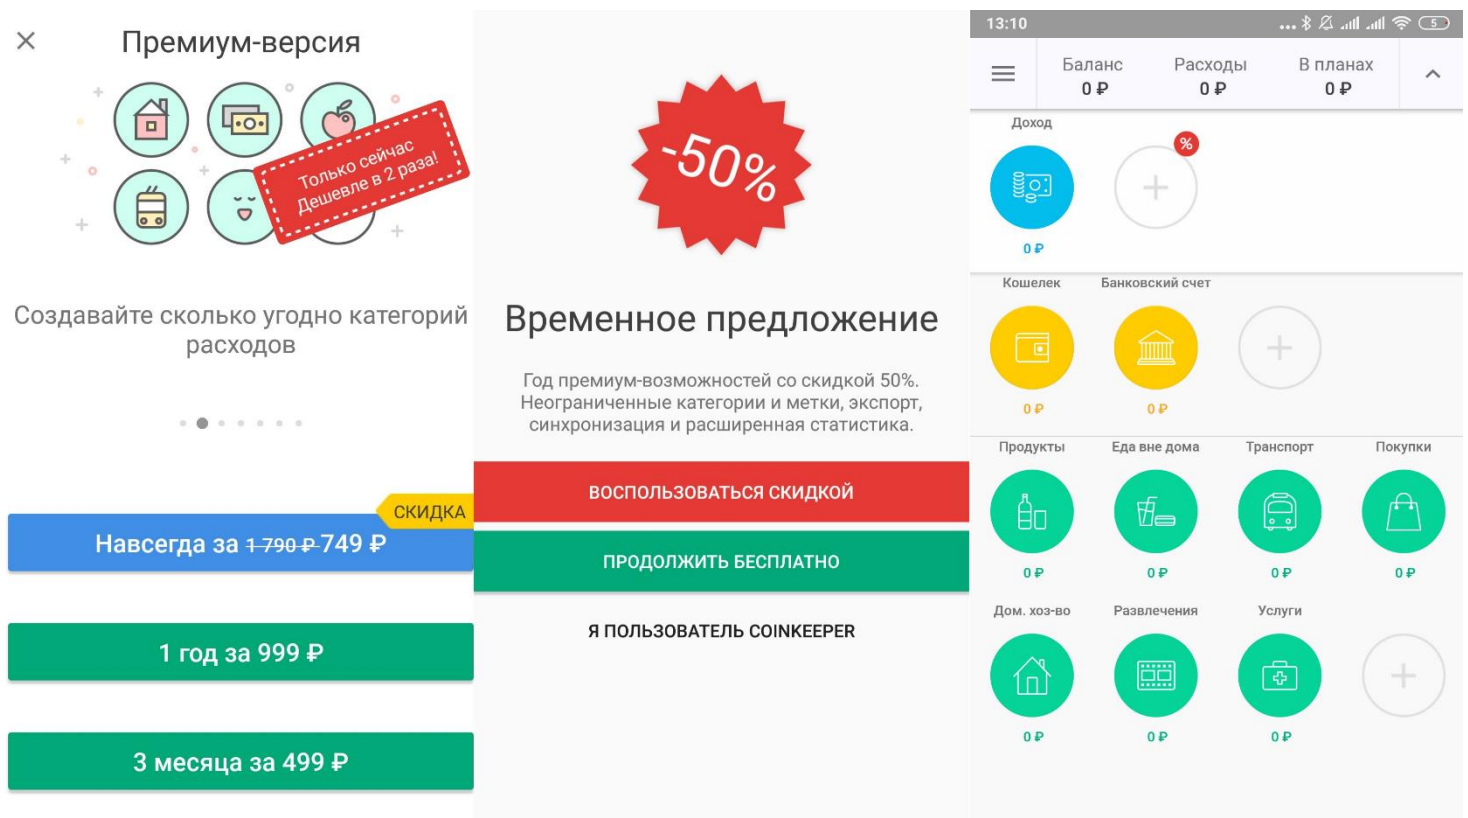 Премиум-версия
Только сейчас
Дешевле в 2 раза!
Создавайте сколько угодно категорий
расходов
СКИДКА
Навсегда за 1 790 ₽ 749 ₽
1 год за 999 ₽
3 месяца за 499 ₽
-50%
Временное предложение
Год премиум-возможностей со скидкой 50%.
Неограниченные категории и метки, экспорт,
синхронизация и расширенная статистика.
ВОСПОЛЬЗОВАТЬСЯ СКИДКОЙ
ПРОДОЛЖИТЬ БЕСПЛАТНО
Я ПОЛЬЗОВАТЕЛЬ COINKEEPER
13:10 ... 5
Баланс Расходы В планах
0 ₽ 0 ₽ 0 ₽
Доход
%
0 ₽
Кошелек Банковский счет
0 ₽ 0 ₽
Продукты Еда вне дома Транспорт Покупки
0 ₽ 0 ₽ 0 ₽ 0 ₽
Дом. хоз-во Развлечения Услуги
0 ₽ 0 ₽ 0 ₽